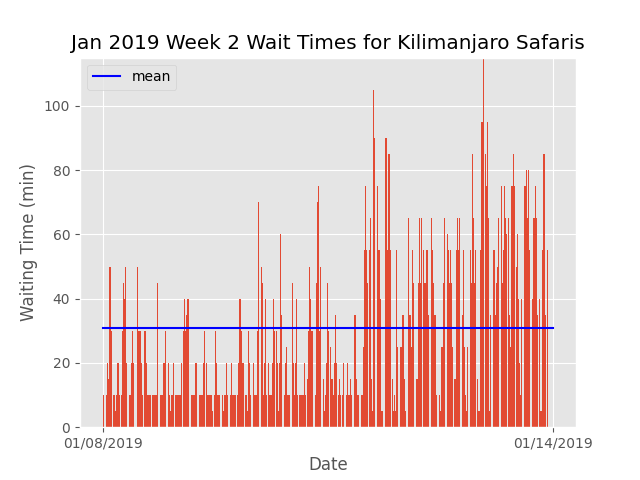 Jan 2019 Week 2 Wait Times for Kilimanjaro Safaris
mean
100
80
60
40
20
0
Waiting Time (min)
01/08/2019
01/14/2019
Date